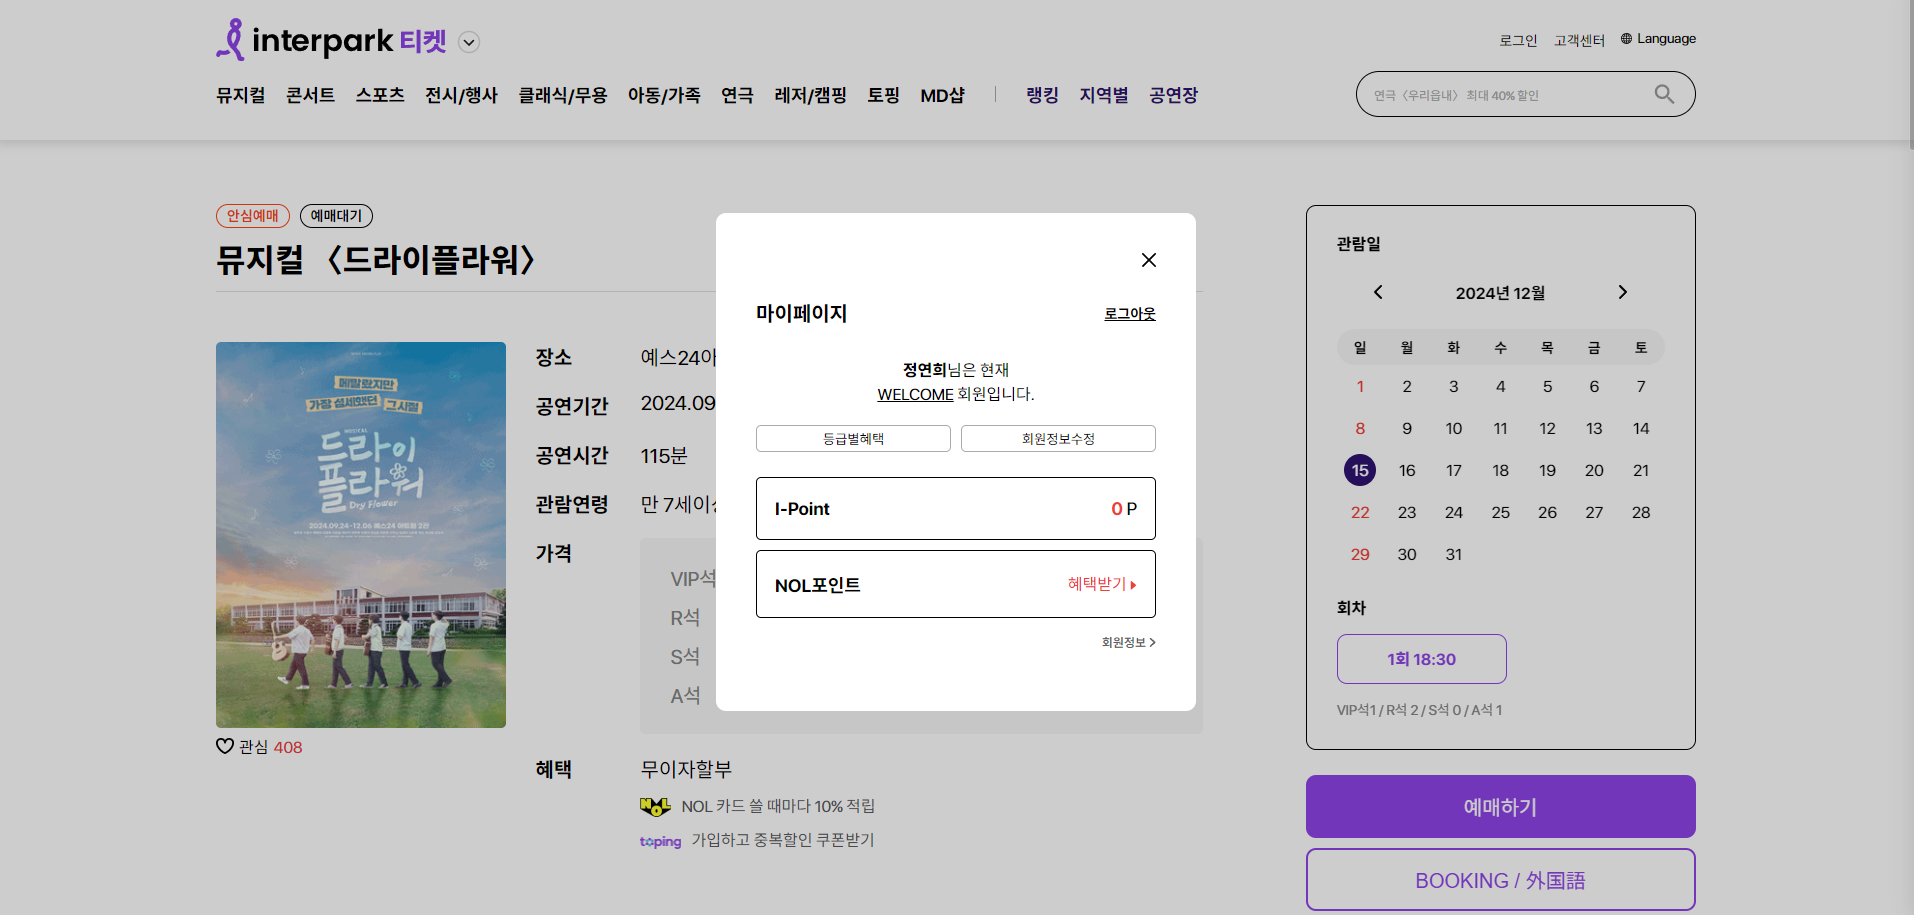 interpark 티켓
로그인 고객센터 Language
뮤지컬 콘서트 스포츠 전시/행사 클래식/무용 아동/가족 연극 레저/캠핑 토핑 MD샵 랭킹 지역별 공연장
연극〈우리읍내〉 최대 40% 할인
안심예매 예매대기
뮤지컬 〈드라이플라워〉
메말랐지만
가장 섬세했던 그시절
MUSICAL
드라이
플라워
Dry Flower
2024.09.24-12.06 예스24 아트원 2관
관심 408
장소 예스24아
공연기간 2024.09
공연시간 115분
관람연령 만 7세이상
가격
VIP석
R석
S석
A석
혜택 무이자할부
NOL NOL 카드 쓸 때마다 10% 적립
toping 가입하고 중복할인 쿠폰받기
마이페이지 로그아웃
정연희님은 현재
WELCOME 회원입니다.
등급별혜택 회원정보수정
I-Point 0 P
NOL포인트 혜택받기
회원정보
관람일
2024년 12월
일 월 화 수 목 금 토
1 2 3 4 5 6 7
8 9 10 11 12 13 14
15 16 17 18 19 20 21
22 23 24 25 26 27 28
29 30 31
회차
1회 18:30
VIP석1 / R석 2 / S석 0 / A석 1
예매하기
BOOKING / 外国語